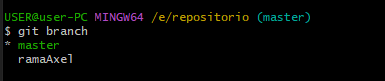 USER@user-PC MINGW64 /e/repositorio (master)
$ git branch
* master
  ramaAxel